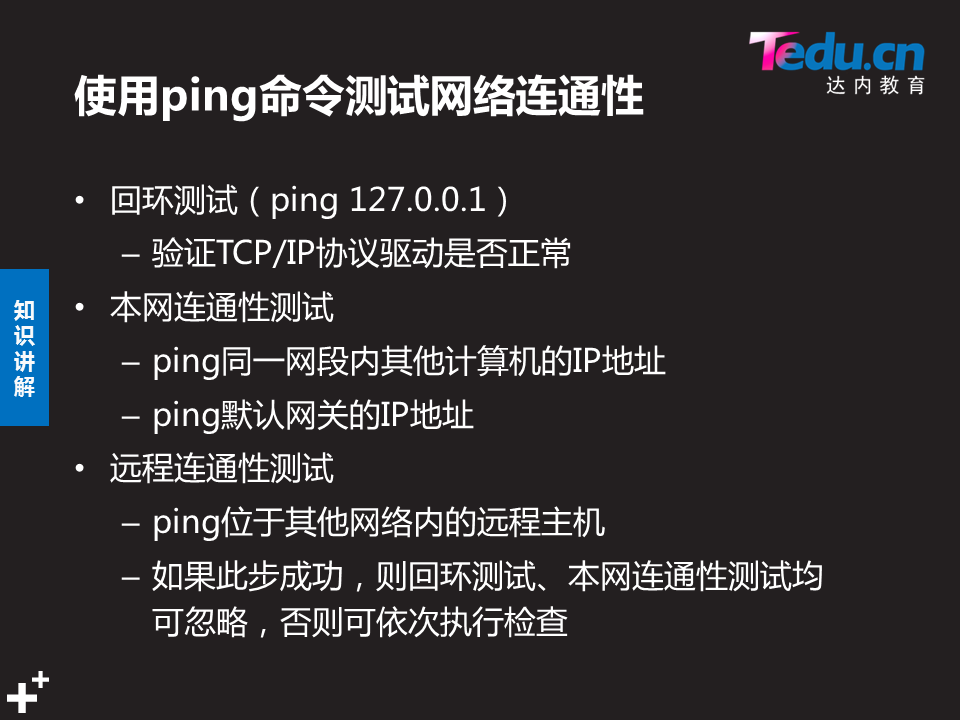 Tedu.cn
达内教育
使用ping命令测试网络连通性
• 回环测试（ping 127.0.0.1）
– 验证TCP/IP协议驱动是否正常
• 本网连通性测试
– ping同一网段内其他计算机的IP地址
– ping默认网关的IP地址
• 远程连通性测试
– ping位于其他网络内的远程主机
– 如果此步成功，则回环测试、本网连通性测试均
可忽略，否则可依次执行检查
知
识
讲
解